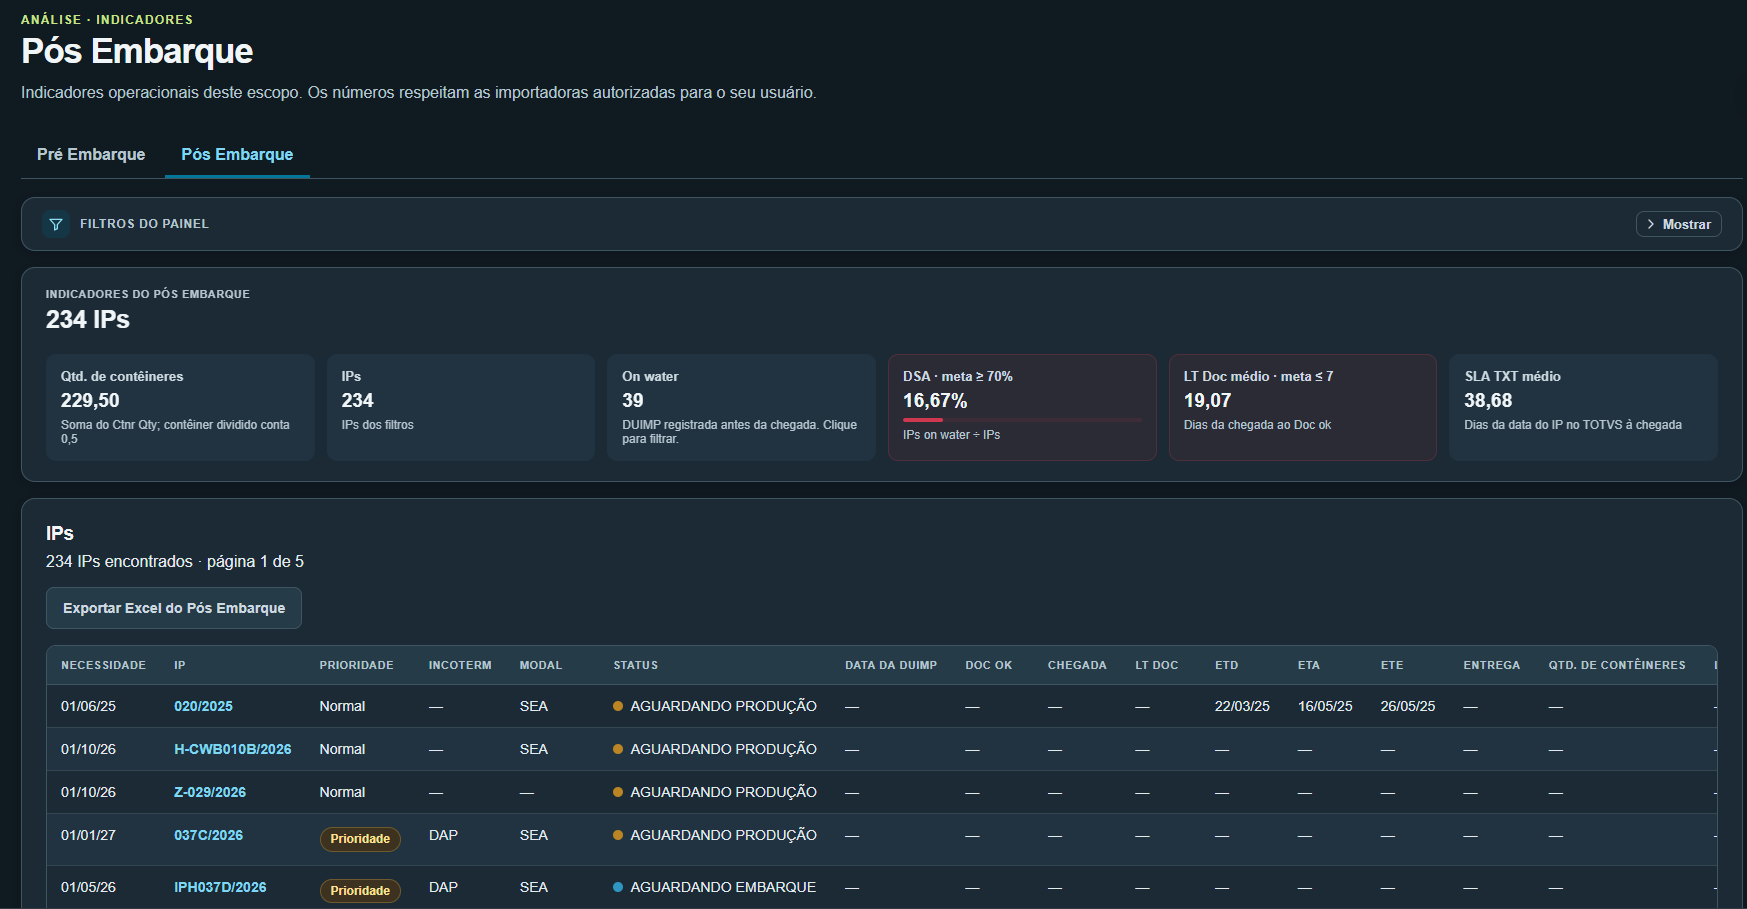 ANÁLISE · INDICADORES
Pós Embarque
Indicadores operacionais deste escopo. Os números respeitam as importadoras autorizadas para o seu usuário.
Pré Embarque Pós Embarque
FILTROS DO PAINEL Mostrar
INDICADORES DO PÓS EMBARQUE
234 IPs
Qtd. de contêineres
229,50
Soma do Ctnr Qty; contêiner dividido conta
0,5
IPs
234
IPs dos filtros
On water
39
DUIMP registrada antes da chegada. Clique
para filtrar.
DSA · meta ≥ 70%
16,67%
IPs on water ÷ IPs
LT Doc médio · meta ≤ 7
19,07
Dias da chegada ao Doc ok
SLA TXT médio
38,68
Dias da data do IP no TOTVS à chegada
IPs
234 IPs encontrados · página 1 de 5
Exportar Excel do Pós Embarque
NECESSIDADE IP PRIORIDADE INCOTERM MODAL STATUS DATA DA DUIMP DOC OK CHEGADA LT DOC ETD ETA ETE ENTREGA QTD. DE CONTÊINERES
01/06/25 020/2025 Normal — SEA AGUARDANDO PRODUÇÃO — — — — 22/03/25 16/05/25 26/05/25 — —
01/10/26 H-CWB010B/2026 Normal — SEA AGUARDANDO PRODUÇÃO — — — — — — — — —
01/10/26 Z-029/2026 Normal — — AGUARDANDO PRODUÇÃO — — — — — — — — —
01/01/27 037C/2026 Prioridade DAP SEA AGUARDANDO PRODUÇÃO — — — — — — — — —
01/05/26 IPH037D/2026 Prioridade DAP SEA AGUARDANDO EMBARQUE — — — — — — — — —